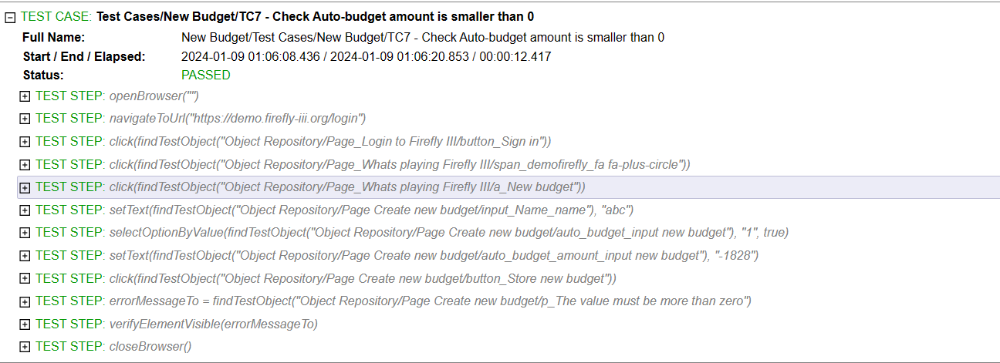 TEST CASE: Test Cases/New Budget/TC7 - Check Auto-budget amount is smaller than 0
Full Name: New Budget/Test Cases/New Budget/TC7 - Check Auto-budget amount is smaller than 0
Start / End / Elapsed: 2024-01-09 01:06:08.436 / 2024-01-09 01:06:20.853 / 00:00:12.417
Status: PASSED
TEST STEP: openBrowser("")
TEST STEP: navigateToUrl("https://demo.firefly-iii.org/login")
TEST STEP: click(findTestObject("Object Repository/Page_Login to Firefly III/button_Sign in"))
TEST STEP: click(findTestObject("Object Repository/Page_Whats playing Firefly III/span_demofirefly_fa fa-plus-circle"))
TEST STEP: click(findTestObject("Object Repository/Page_Whats playing Firefly III/a_New budget"))
TEST STEP: setText(findTestObject("Object Repository/Page Create new budget/input_Name_name"), "abc")
TEST STEP: selectOptionByValue(findTestObject("Object Repository/Page Create new budget/auto_budget_input new budget"), "1", true)
TEST STEP: setText(findTestObject("Object Repository/Page Create new budget/auto_budget_amount_input new budget"), "-1828")
TEST STEP: click(findTestObject("Object Repository/Page Create new budget/button_Store new budget"))
TEST STEP: errorMessageTo = findTestObject("Object Repository/Page Create new budget/p_The value must be more than zero")
TEST STEP: verifyElementVisible(errorMessageTo)
TEST STEP: closeBrowser()